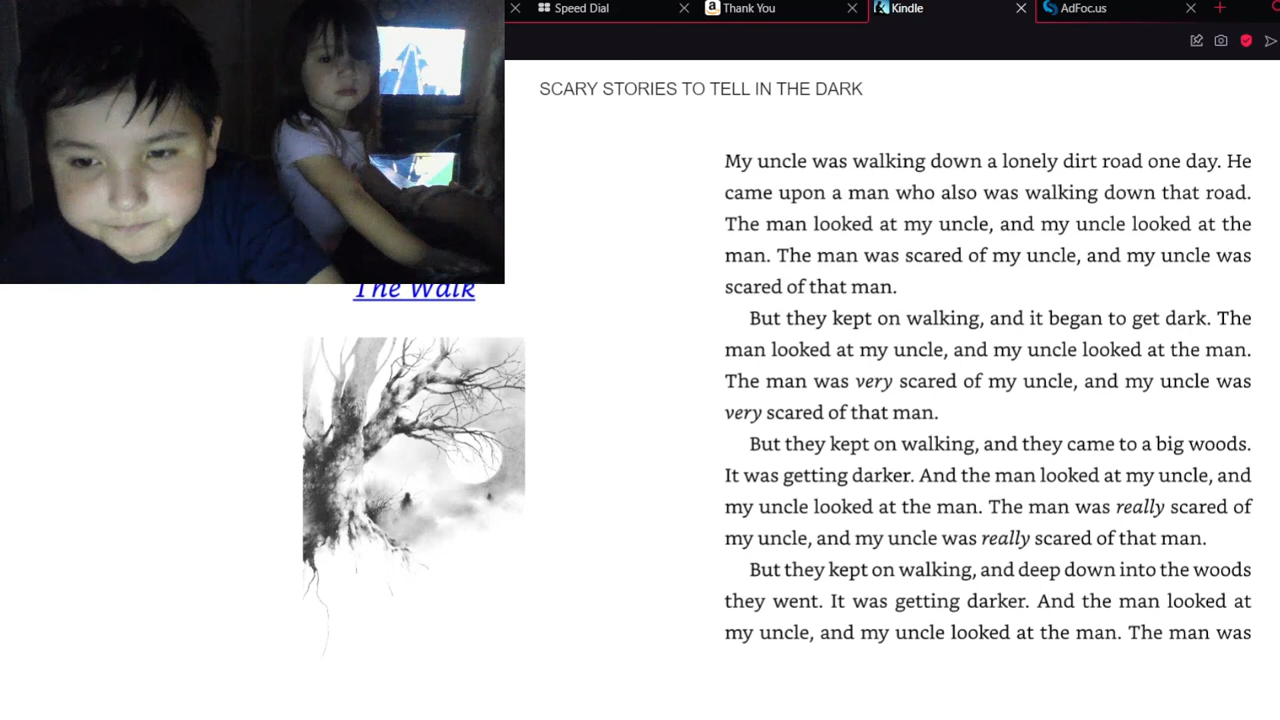 Speed Dial
Thank You
Kindle
AdFoc.us
SCARY STORIES TO TELL IN THE DARK
The Walk
My uncle was walking down a lonely dirt road one day. He
came upon a man who also was walking down that road.
The man looked at my uncle, and my uncle looked at the
man. The man was scared of my uncle, and my uncle was
scared of that man.
But they kept on walking, and it began to get dark. The
man looked at my uncle, and my uncle looked at the man.
The man was very scared of my uncle, and my uncle was
very scared of that man.
But they kept on walking, and they came to a big woods.
It was getting darker. And the man looked at my uncle, and
my uncle looked at the man. The man was really scared of
my uncle, and my uncle was really scared of that man.
But they kept on walking, and deep down into the woods
they went. It was getting darker. And the man looked at
my uncle, and my uncle looked at the man. The man was